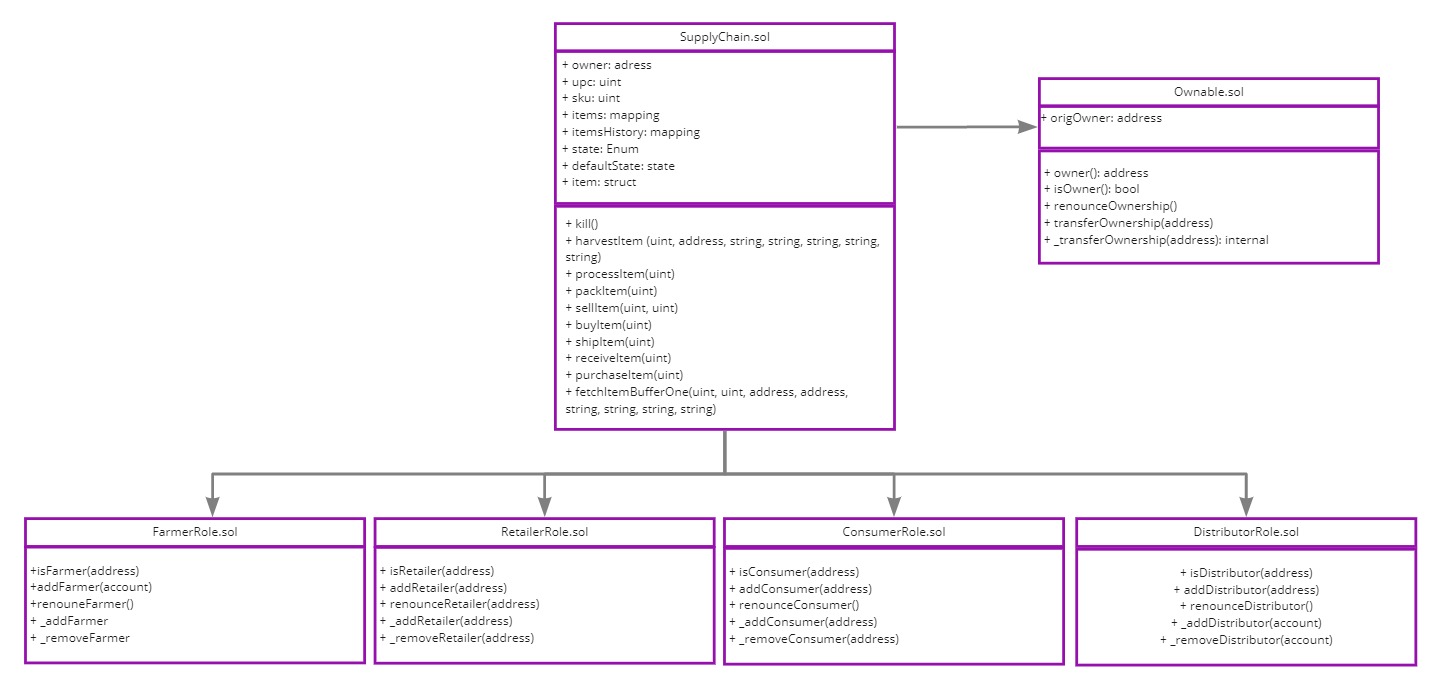 SupplyChain.sol
+ owner: adress
+ upc: uint
+ sku: uint
+ items: mapping
+ itemsHistory: mapping
+ state: Enum
+ defaultState: state
+ item: struct
+ kill()
+ harvestItem (uint, address, string, string, string, string,
string)
+ processItem(uint)
+ packItem(uint)
+ sellItem(uint, uint)
+ buyItem(uint)
+ shipItem(uint)
+ receiveItem(uint)
+ purchaseItem(uint)
+ fetchItemBufferOne(uint, uint, address, address,
string, string, string, string)
Ownable.sol
+ origOwner: address
+ owner(): address
+ isOwner(): bool
+ renounceOwnership()
+ transferOwnership(address)
+ _transferOwnership(address): internal
FarmerRole.sol
+isFarmer(address)
+addFarmer(account)
+renouneFarmer()
+ _addFarmer
+ _removeFarmer
RetailerRole.sol
+ isRetailer(address)
+ addRetailer(address)
+ renounceRetailer(address)
+ _addRetailer(address)
+ _removeRetailer(address)
ConsumerRole.sol
+ isConsumer(address)
+ addConsumer(address)
+ renounceConsumer()
+ _addConsumer(address)
+ _removeConsumer(address)
DistributorRole.sol
+ isDistributor(address)
+ addDistributor(address)
+ renounceDistributor()
+ _addDistributor(account)
+ _removeDistributor(account)